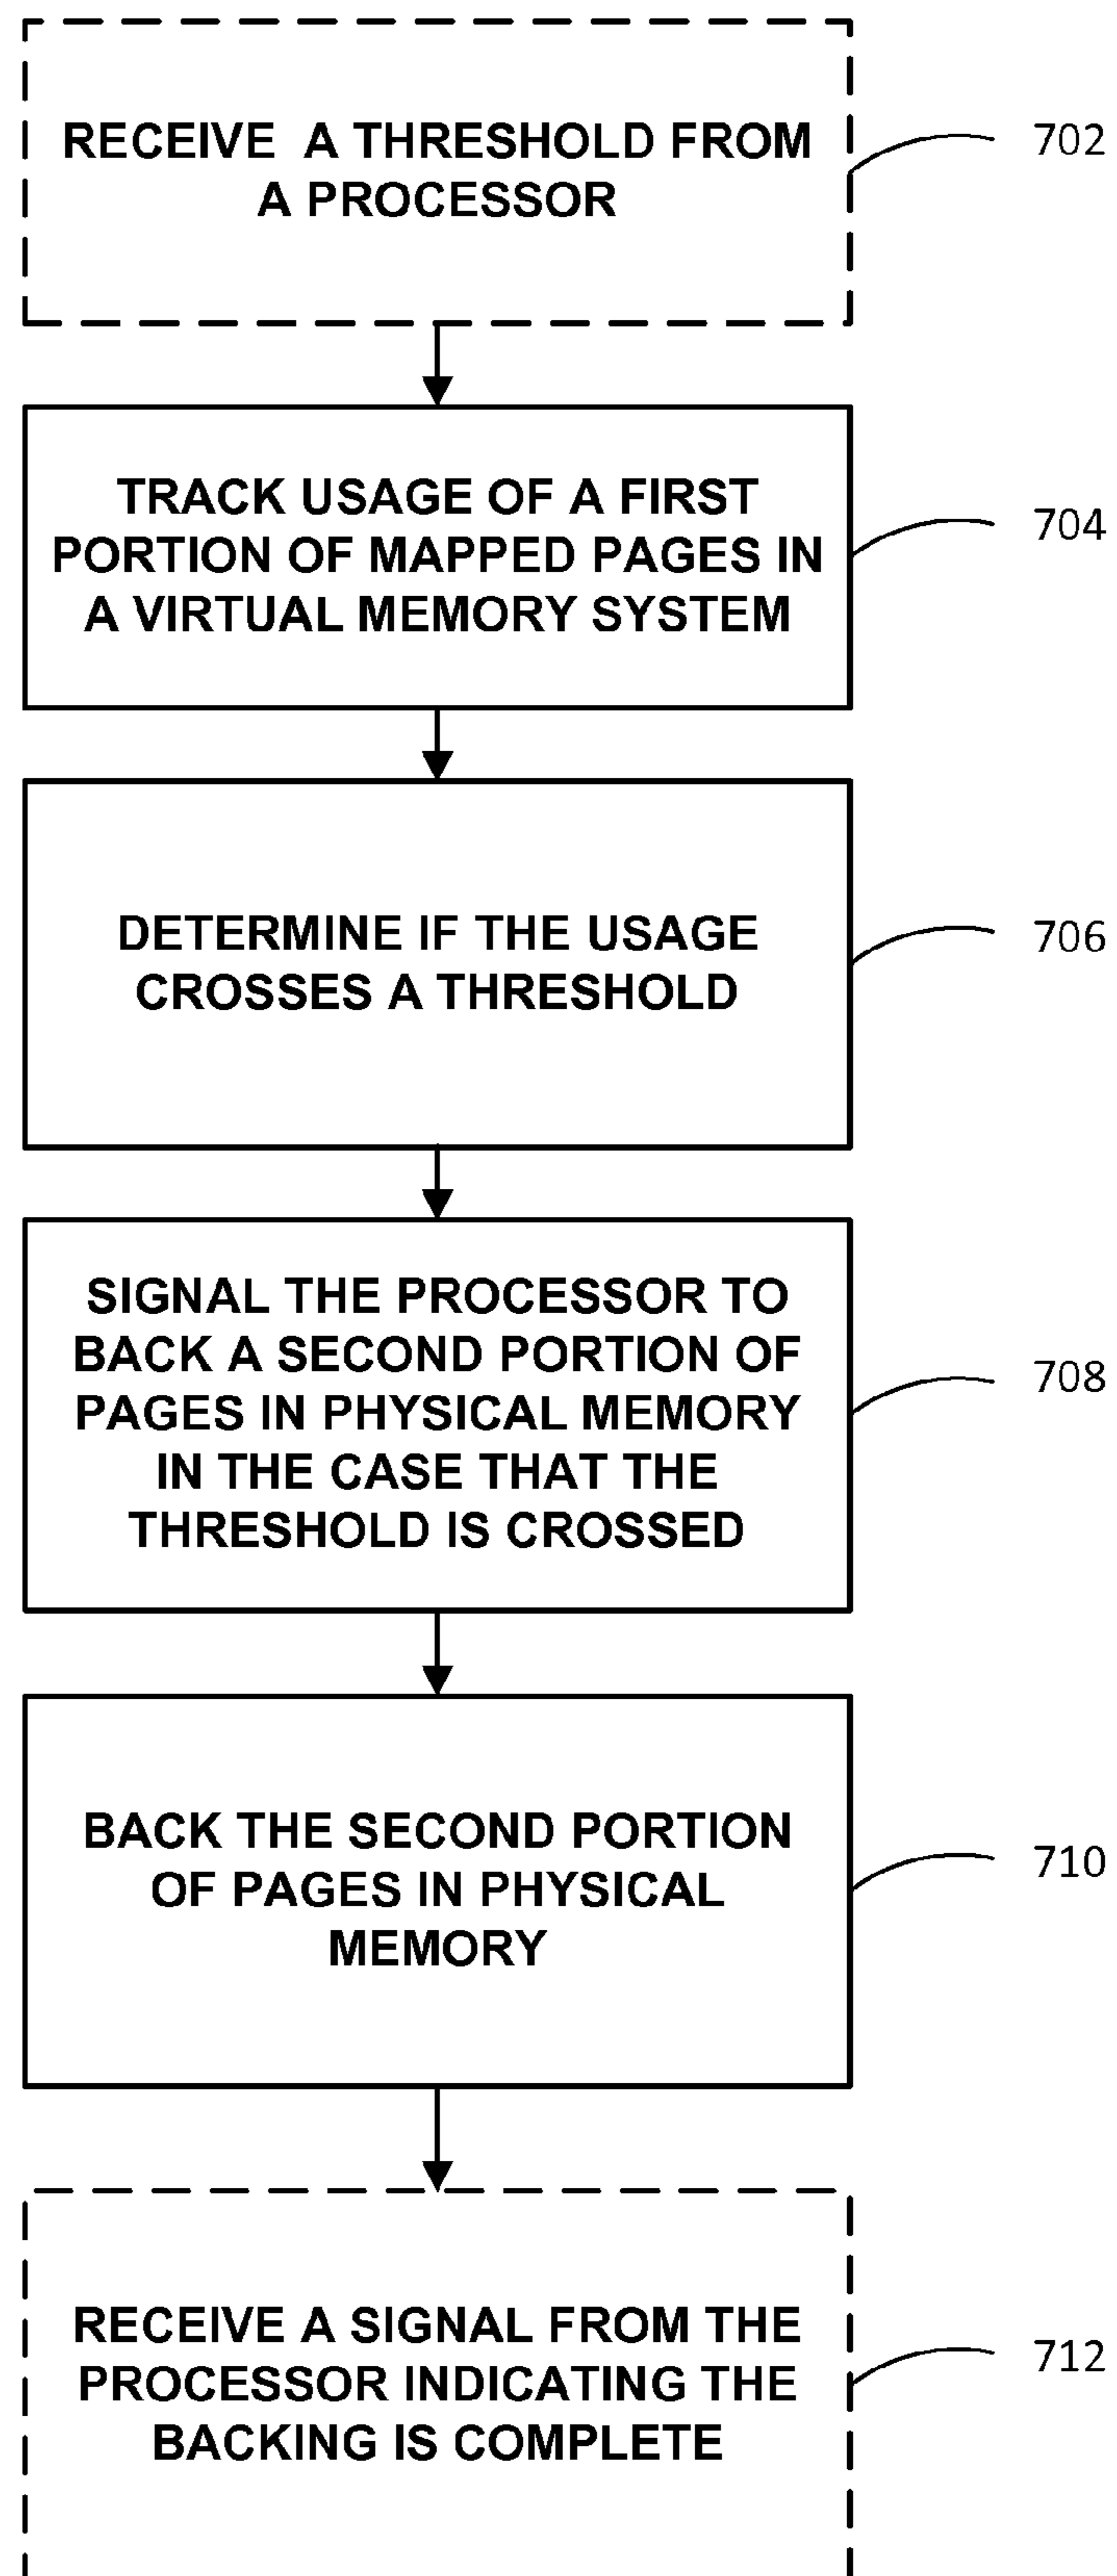 RECEIVE A THRESHOLD FROM
A PROCESSOR
702
TRACK USAGE OF A FIRST
PORTION OF MAPPED PAGES IN
A VIRTUAL MEMORY SYSTEM
704
DETERMINE IF THE USAGE
CROSSES A THRESHOLD
706
SIGNAL THE PROCESSOR TO
BACK A SECOND PORTION OF
PAGES IN PHYSICAL MEMORY
IN THE CASE THAT THE
THRESHOLD IS CROSSED
708
BACK THE SECOND PORTION
OF PAGES IN PHYSICAL
MEMORY
710
RECEIVE A SIGNAL FROM THE
PROCESSOR INDICATING THE
BACKING IS COMPLETE
712